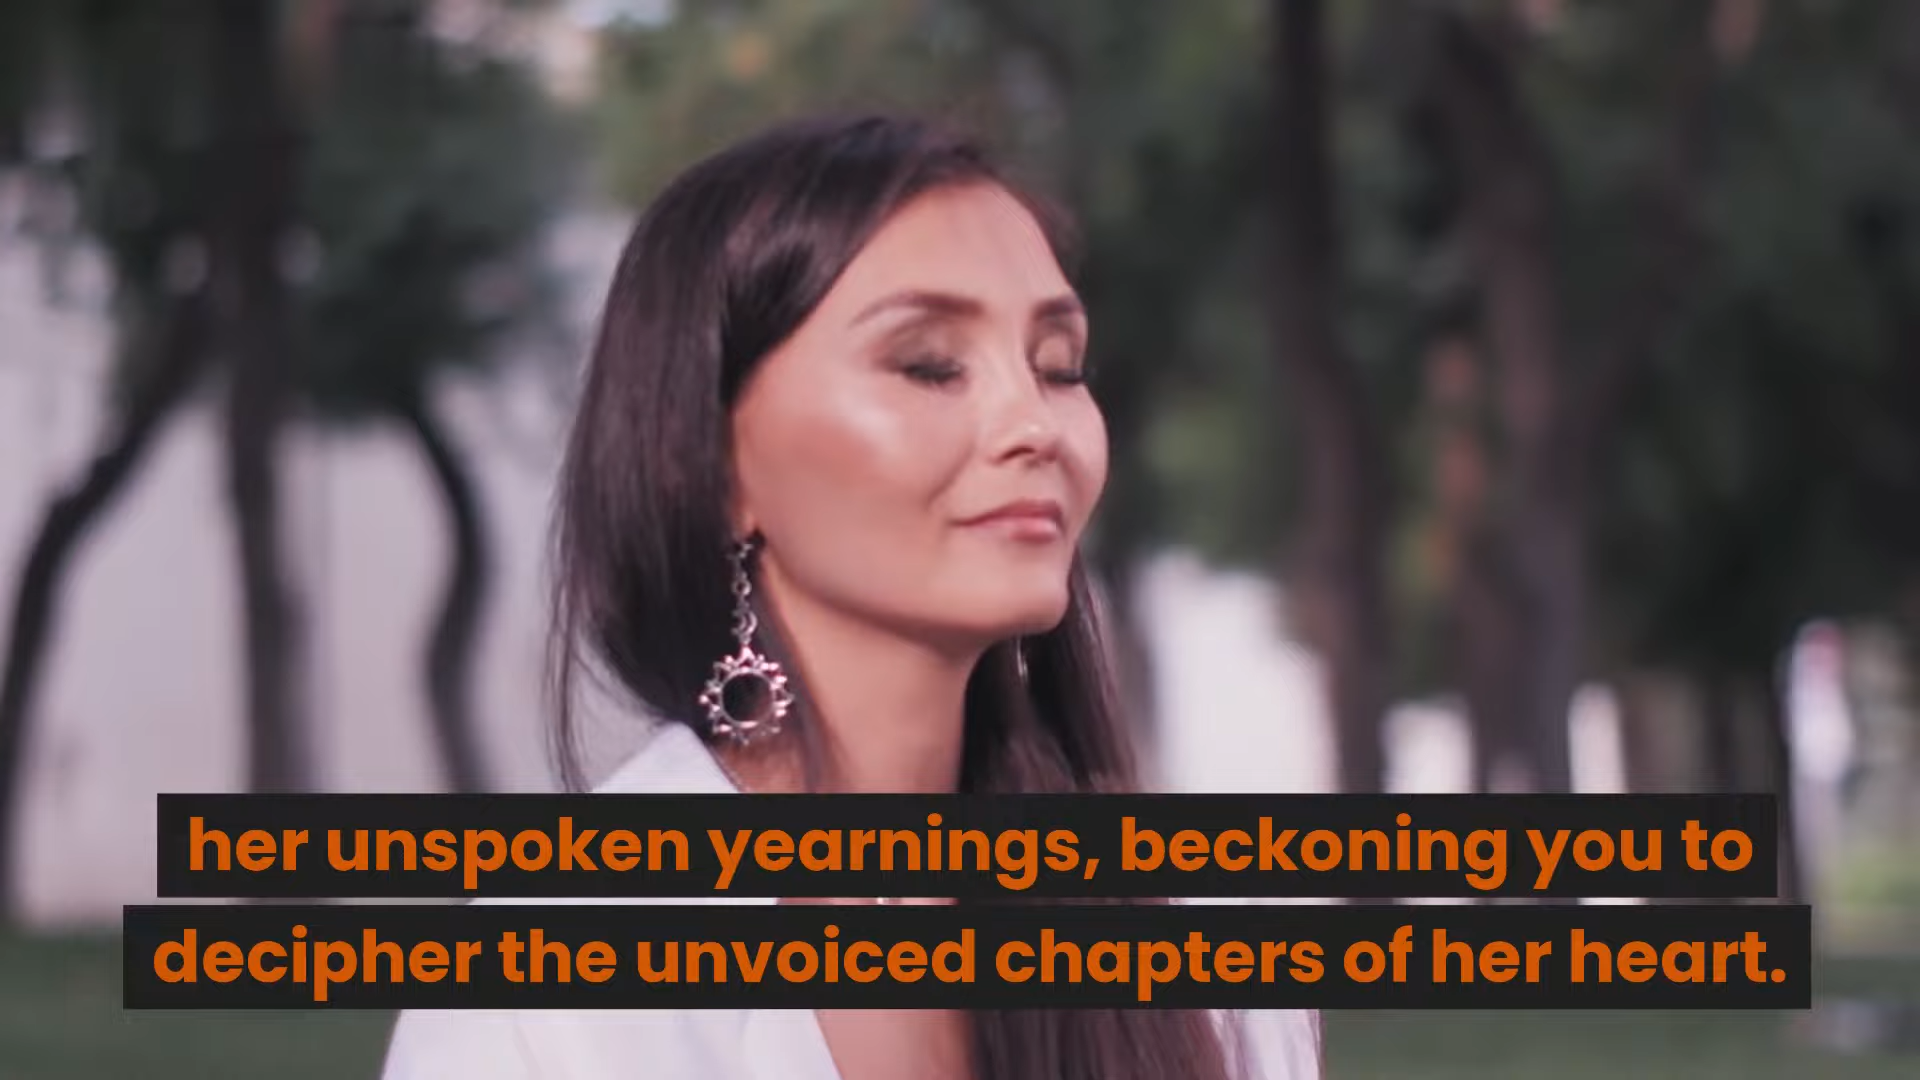 her unspoken yearnings, beckoning you to
decipher the unvoiced chapters of her heart.